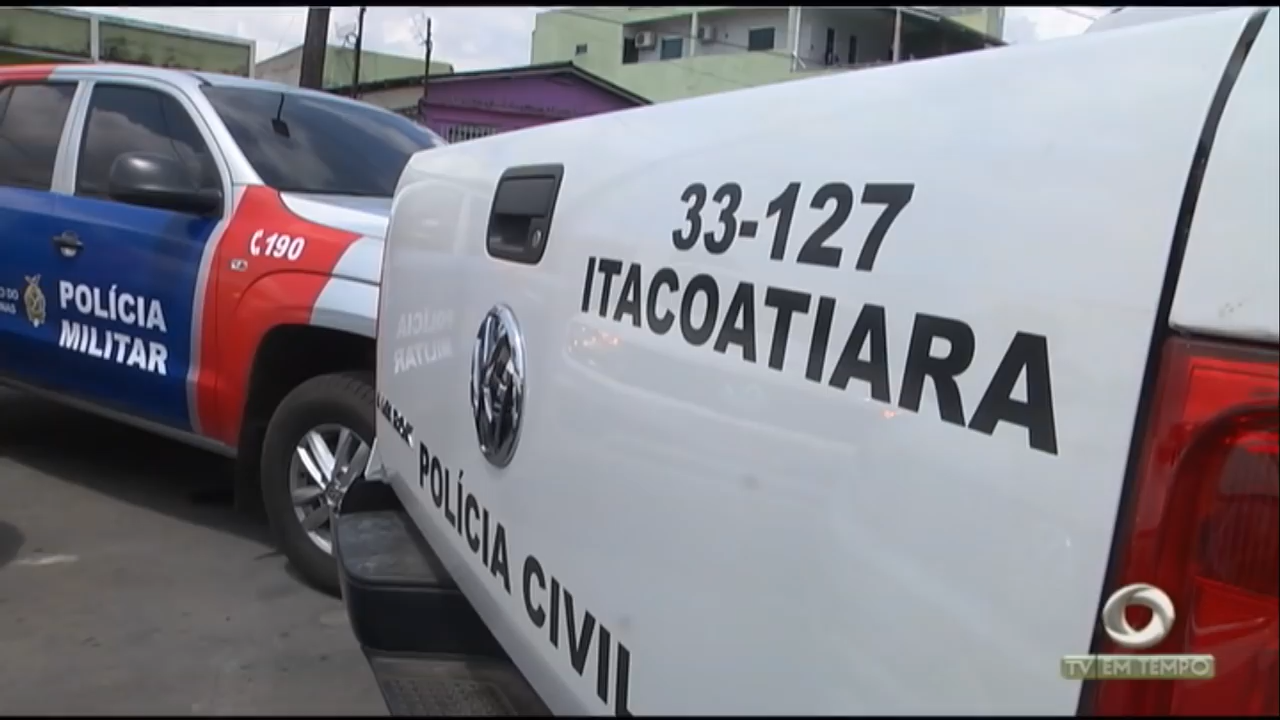 190
POLÍCIA
MILITAR
33-127
ITACOATIARA
POLÍCIA CIVIL
TV EM TEMPO